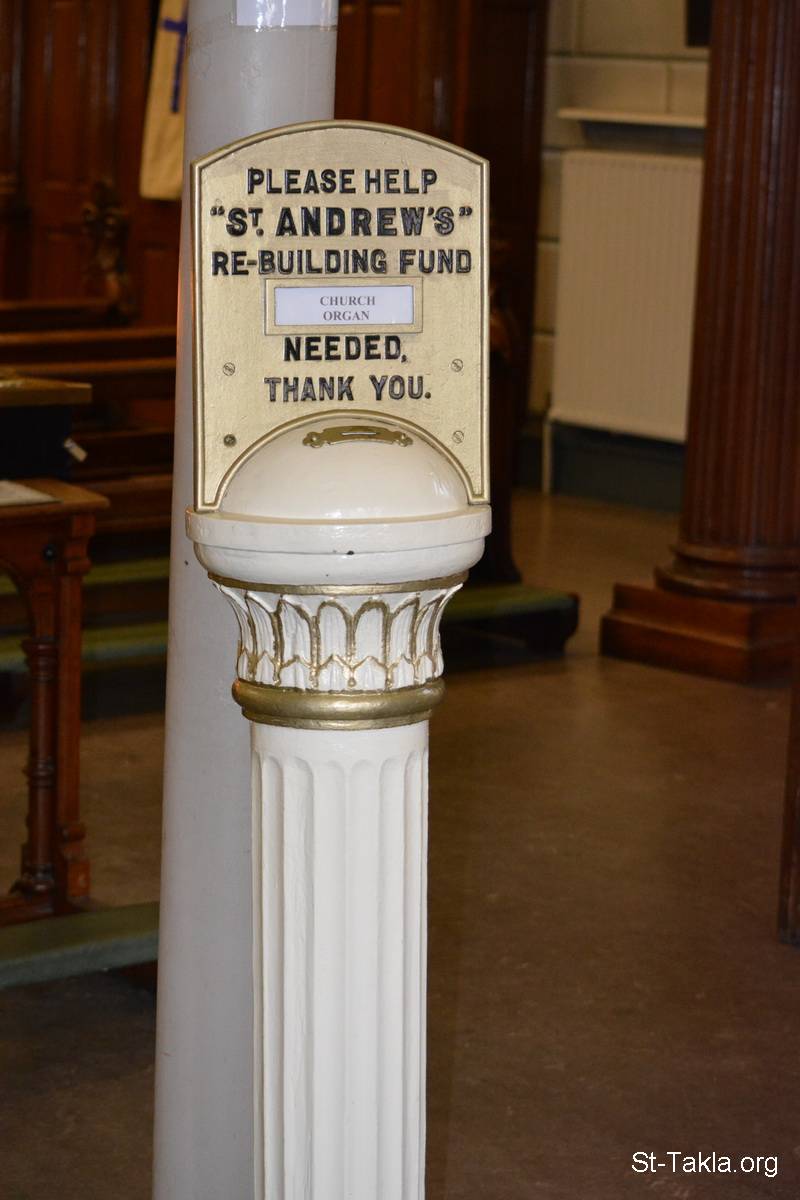 PLEASE HELP
"ST. ANDREW'S"
RE-BUILDING FUND
CHURCH
ORGAN
NEEDED,
THANK YOU.
St-Takla.org